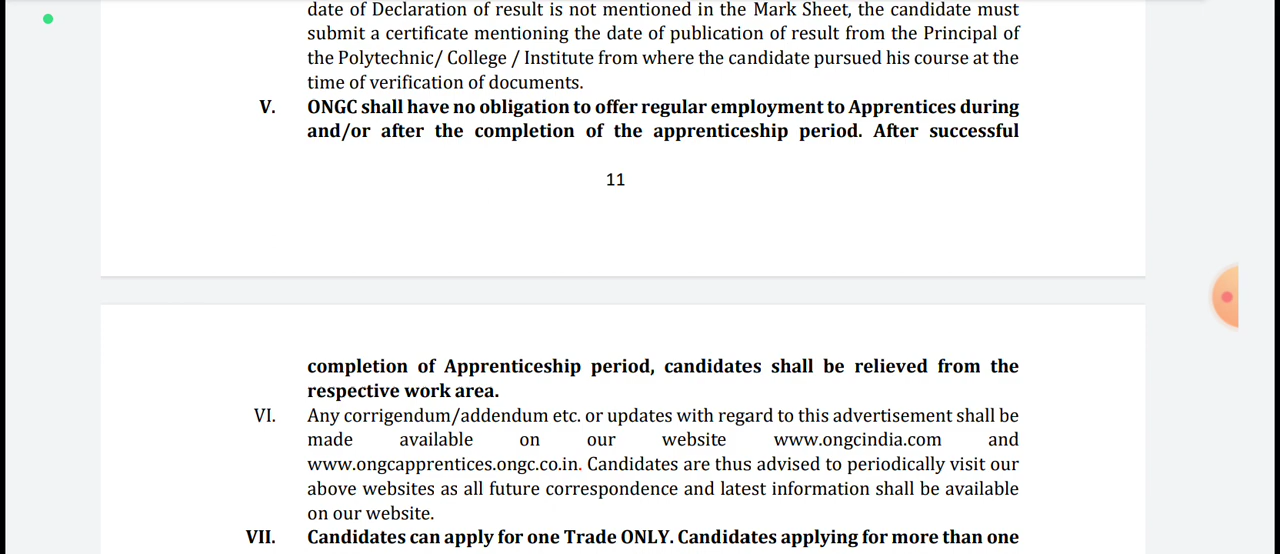 date of Declaration of result is not mentioned in the Mark Sheet, the candidate must
submit a certificate mentioning the date of publication of result from the Principal of
the Polytechnic/ College / Institute from where the candidate pursued his course at the
time of verification of documents.
V. ONGC shall have no obligation to offer regular employment to Apprentices during
and/or after the completion of the apprenticeship period. After successful
11
completion of Apprenticeship period, candidates shall be relieved from the
respective work area.
VI. Any corrigendum/addendum etc. or updates with regard to this advertisement shall be
made available on our website www.ongcindia.com and
www.ongcapprentices.ongc.co.in. Candidates are thus advised to periodically visit our
above websites as all future correspondence and latest information shall be available
on our website.
VII. Candidates can apply for one Trade ONLY. Candidates applying for more than one